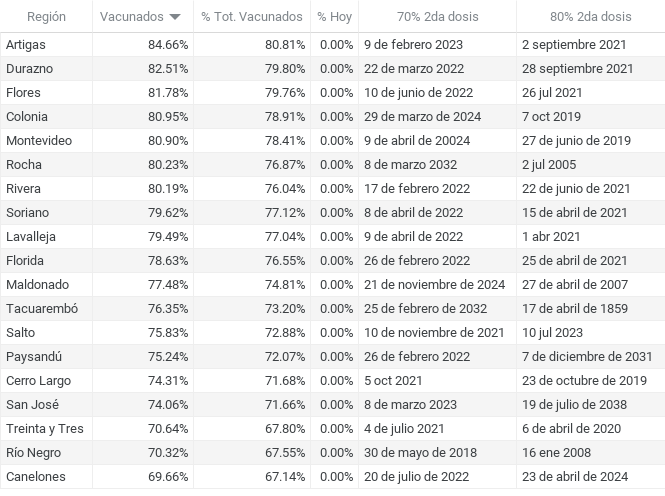 Región Vacunados % Tot. Vacunados % Hoy 70% 2da dosis 80% 2da dosis
Artigas 84.66% 80.81% 0.00% 9 de febrero 2023 2 septiembre 2021
Durazno 82.51% 79.80% 0.00% 22 de marzo 2022 28 septiembre 2021
Flores 81.78% 79.76% 0.00% 10 de junio de 2022 26 jul 2021
Colonia 80.95% 78.91% 0.00% 29 de marzo de 2024 7 oct 2019
Montevideo 80.90% 78.41% 0.00% 9 de abril de 20024 27 de junio de 2019
Rocha 80.23% 76.87% 0.00% 8 de marzo 2032 2 jul 2005
Rivera 80.19% 76.04% 0.00% 17 de febrero 2022 22 de junio de 2021
Soriano 79.62% 77.12% 0.00% 8 de abril de 2022 15 de abril de 2021
Lavalleja 79.49% 77.04% 0.00% 9 de abril de 2022 1 abr 2021
Florida 78.63% 76.55% 0.00% 26 de febrero 2022 25 de abril de 2021
Maldonado 77.48% 74.81% 0.00% 21 de noviembre de 2024 27 de abril de 2007
Tacuarembó 76.35% 73.20% 0.00% 25 de febrero de 2032 17 de abril de 1859
Salto 75.83% 72.88% 0.00% 10 de noviembre de 2021 10 jul 2023
Paysandú 75.24% 72.07% 0.00% 26 de febrero 2022 7 de diciembre de 2031
Cerro Largo 74.31% 71.68% 0.00% 5 oct 2021 23 de octubre de 2019
San José 74.06% 71.66% 0.00% 8 de marzo 2023 19 de julio de 2038
Treinta y Tres 70.64% 67.80% 0.00% 4 de julio 2021 6 de abril de 2020
Río Negro 70.32% 67.55% 0.00% 30 de mayo de 2018 16 ene 2008
Canelones 69.66% 67.14% 0.00% 20 de julio de 2022 23 de abril de 2024